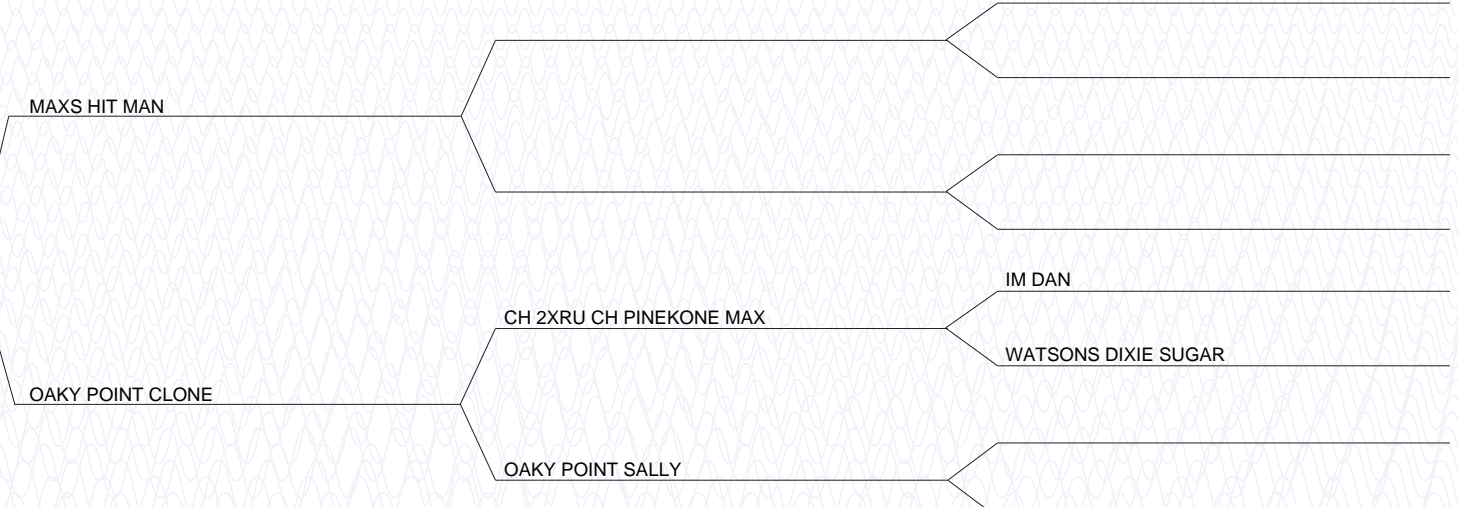 MAXS HIT MAN
IM DAN
CH 2XRU CH PINEKONE MAX
WATSONS DIXIE SUGAR
OAKY POINT CLONE
OAKY POINT SALLY